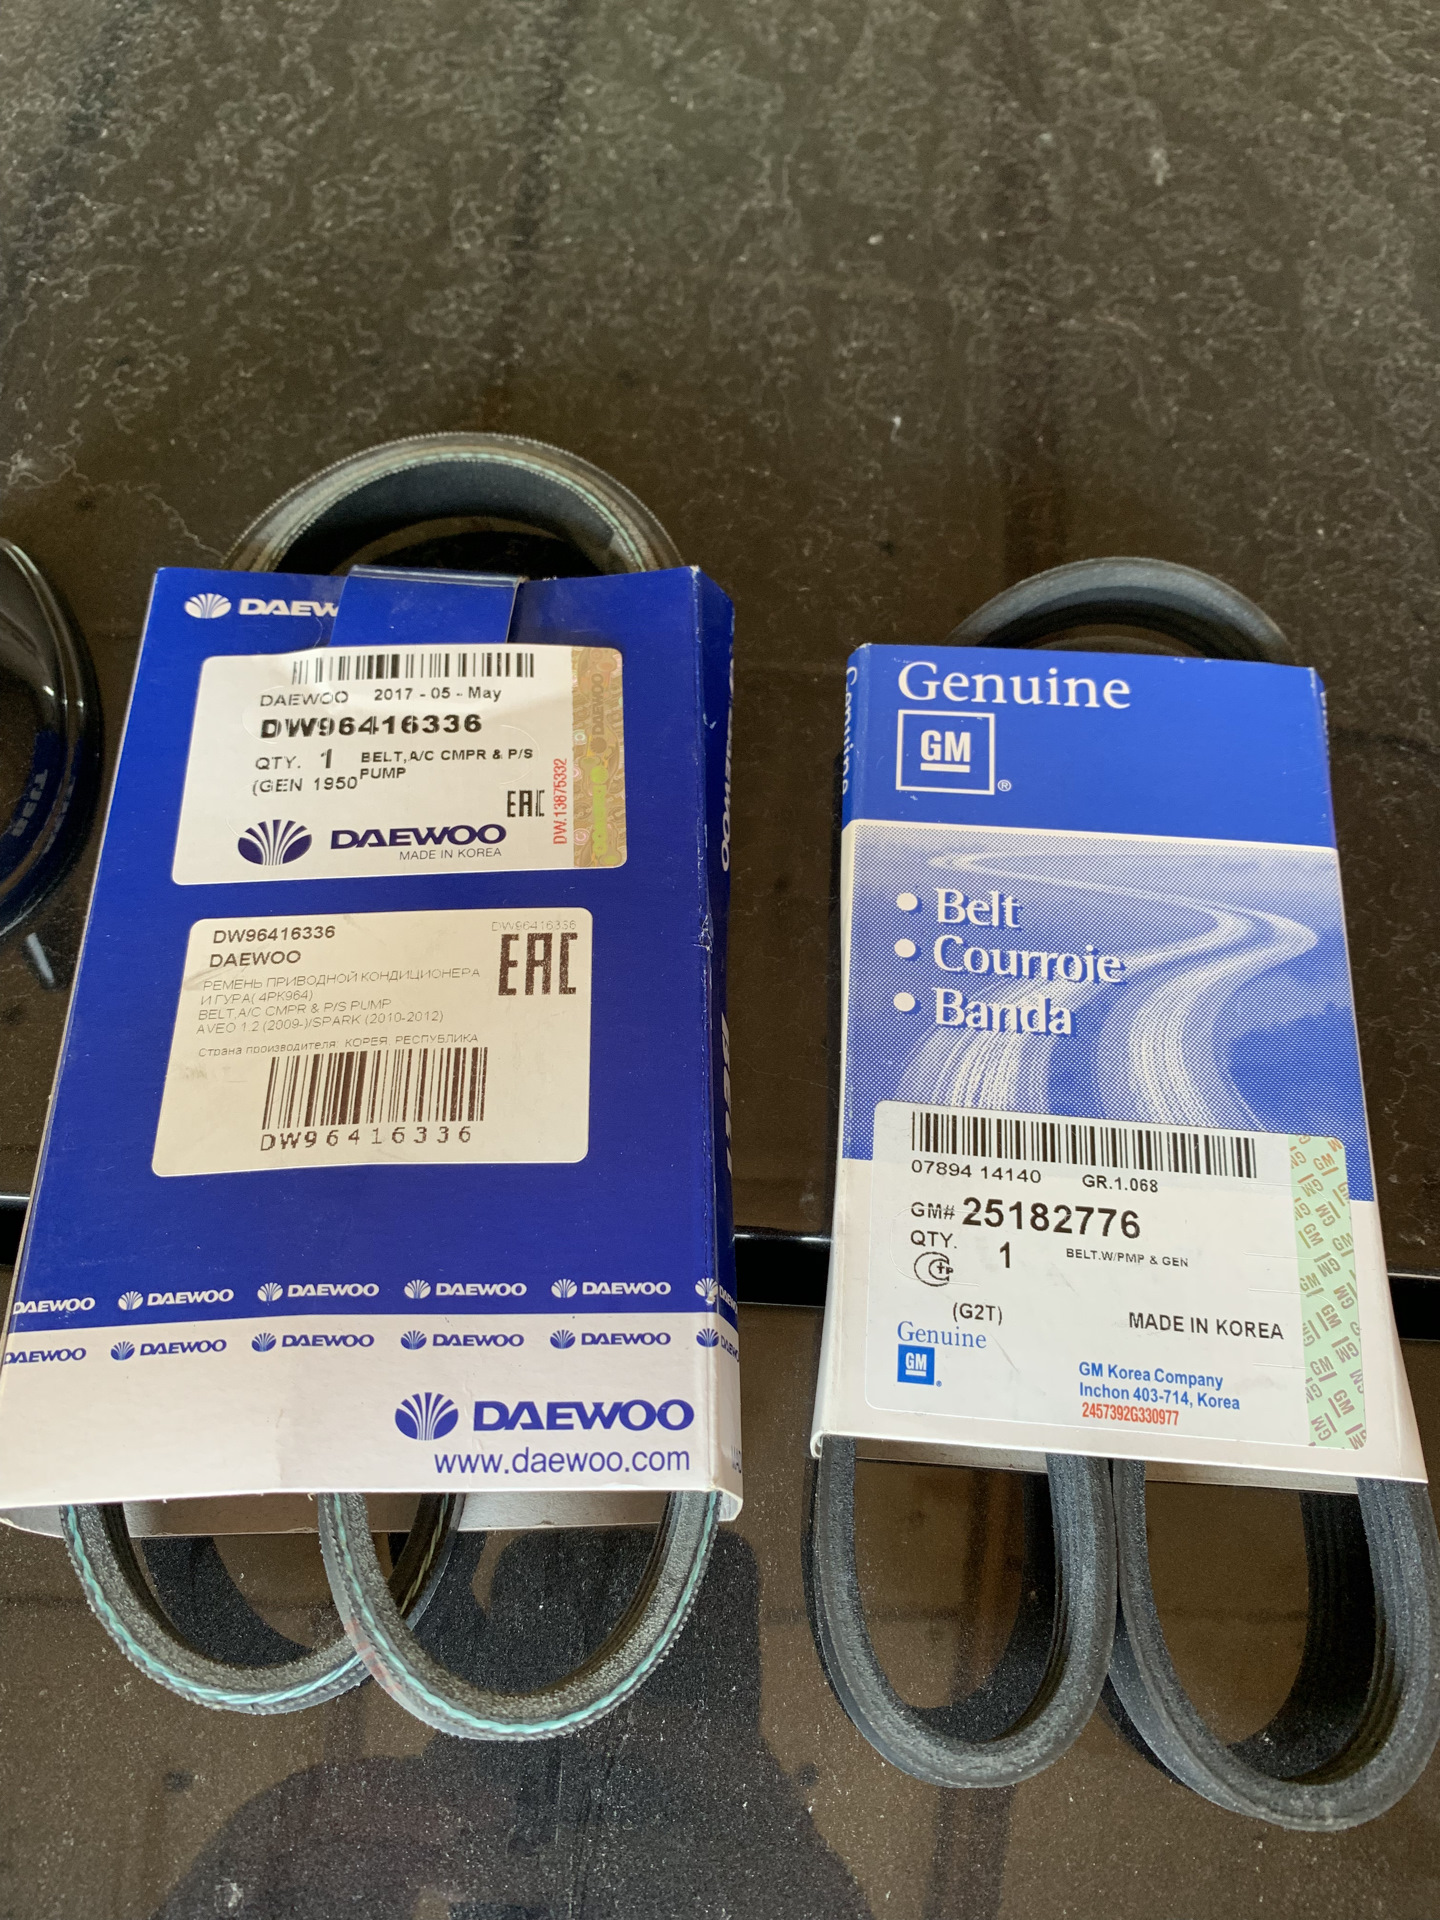 DAEW
DAEWOO 2017 - 05 - May
DW96416336
QTY. 1 BELT,A/C CMPR & P/S
PUMP
(GEN 1950
EAC
DW.13875332
DAEWOO
MADE IN KOREA
DW96416336
DW96416336
DAEWOO
EAC
РЕМЕНЬ ПРИВОДНОЙ КОНДИЦИОНЕРА
И ГУРА( 4PK964)
BELT,A/C CMPR & P/S PUMP
AVEO 1.2 (2009-)/SPARK (2010-2012)
Страна производителя: КОРЕЯ, РЕСПУБЛИКА
DW96416336
DAEWOO DAEWOO DAEWOO DAEWOO DAEWOO
DAEWOO DAEWOO DAEWOO DAEWOO DAEWOO
DAEWOO
www.daewoo.com
Genuine
GM
®
• Belt
• Courroie
• Banda
07894 14140 GR.1.068
GM# 25182776
QTY. 1 BELT.W/PMP & GEN
(G2T)
MADE IN KOREA
Genuine
GM
GM Korea Company
Inchon 403-714, Korea
2457392G330977